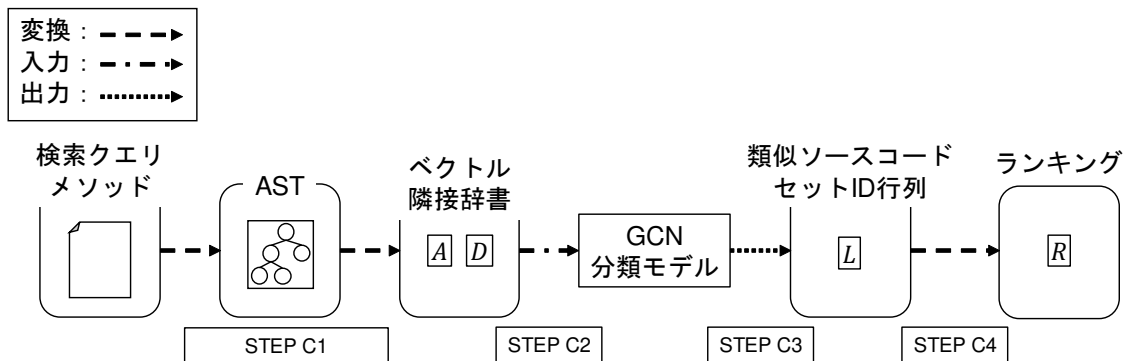 変換：
入力：
出力：
検索クエリ
メソッド
AST
ベクトル
隣接辞書
A D
GCN
分類モデル
類似ソースコード
セットID行列
L
ランキング
R
STEP C1
STEP C2
STEP C3
STEP C4